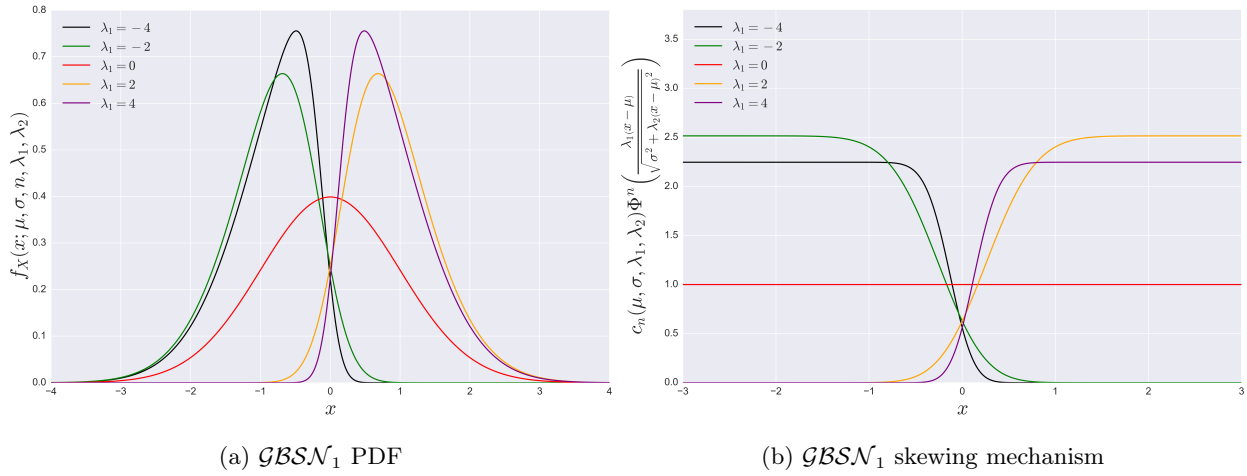 λ₁ = −4
λ₁ = −2
λ₁ = 0
λ₁ = 2
λ₁ = 4
0.8
0.7
0.6
0.5
0.4
0.3
0.2
0.1
0.0
−4 −3 −2 −1 0 1 2 3 4
x
f_X(x; μ, σ, n, λ₁, λ₂)
(a) 𝒢ℬ𝒮𝒩₁ PDF
λ₁ = −4
λ₁ = −2
λ₁ = 0
λ₁ = 2
λ₁ = 4
3.5
3.0
2.5
2.0
1.5
1.0
0.5
0.0
−3 −2 −1 0 1 2 3
x
c_n(μ, σ, λ₁, λ₂)Φⁿ(λ₁(x − μ) / √(σ² + λ₂(x − μ)²))
(b) 𝒢ℬ𝒮𝒩₁ skewing mechanism